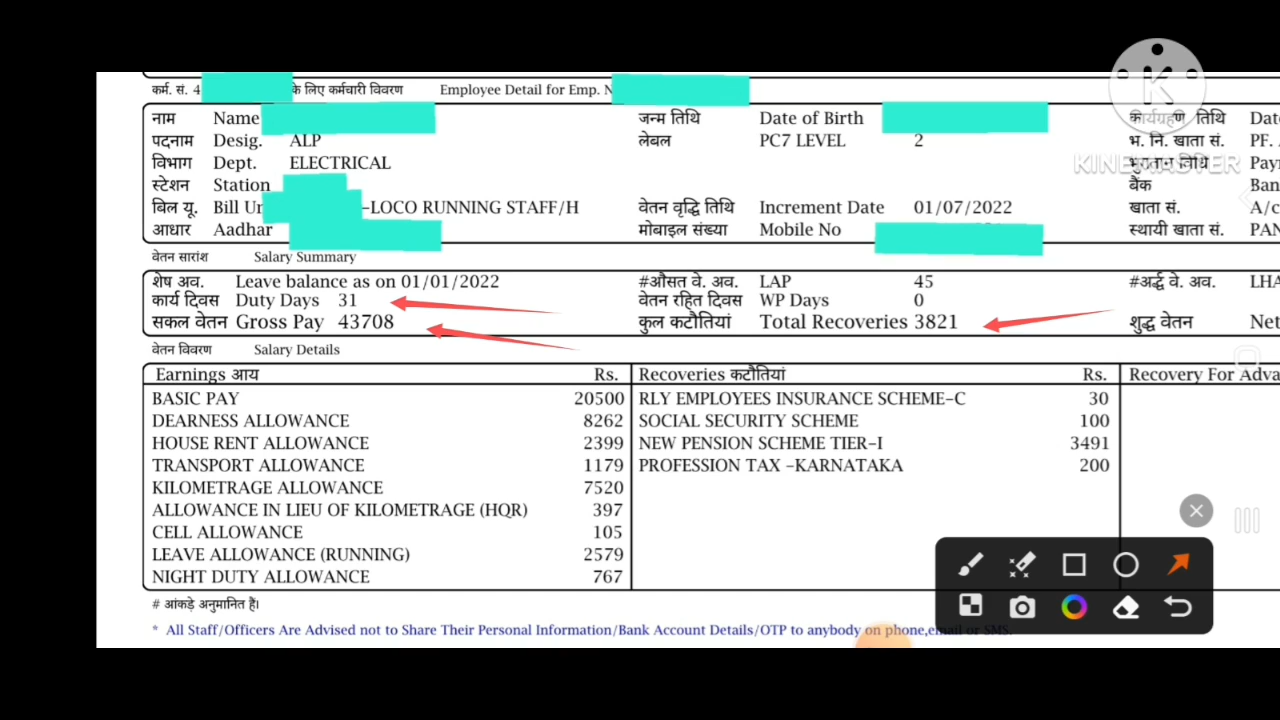 कर्म. सं. 4 के लिए कर्मचारी विवरण Employee Detail for Emp. N
नाम Name जन्म तिथि Date of Birth कार्यग्रहण तिथि Date
पदनाम Desig. ALP लेबल PC7 LEVEL 2 भ. नि. खाता सं. PF. A
विभाग Dept. ELECTRICAL भुगतान विधि Payr
स्टेशन Station बैंक Ban
बिल यू. Bill Un –LOCO RUNNING STAFF/H वेतन वृद्धि तिथि Increment Date 01/07/2022 खाता सं. A/c
आधार Aadhar मोबाइल संख्या Mobile No स्थायी खाता सं. PAN
K
KINEMASTER
वेतन सारांश Salary Summary
शेष अव. Leave balance as on 01/01/2022 #औसत वे. अव. LAP 45 #अर्द्ध वे. अव. LHA
कार्य दिवस Duty Days 31 वेतन रहित दिवस WP Days 0
सकल वेतन Gross Pay 43708 कुल कटौतियां Total Recoveries 3821 शुद्ध वेतन Net
वेतन विवरण Salary Details
Earnings आय Rs. Recoveries कटौतियां Rs. Recovery For Adva
BASIC PAY 20500 RLY EMPLOYEES INSURANCE SCHEME–C 30
DEARNESS ALLOWANCE 8262 SOCIAL SECURITY SCHEME 100
HOUSE RENT ALLOWANCE 2399 NEW PENSION SCHEME TIER–I 3491
TRANSPORT ALLOWANCE 1179 PROFESSION TAX –KARNATAKA 200
KILOMETRAGE ALLOWANCE 7520
ALLOWANCE IN LIEU OF KILOMETRAGE (HQR) 397
CELL ALLOWANCE 105
LEAVE ALLOWANCE (RUNNING) 2579
NIGHT DUTY ALLOWANCE 767
# आंकड़े अनुमानित हैं।
* All Staff/Officers Are Advised not to Share Their Personal Information/Bank Account Details/OTP to anybody on phone,email or SMS.